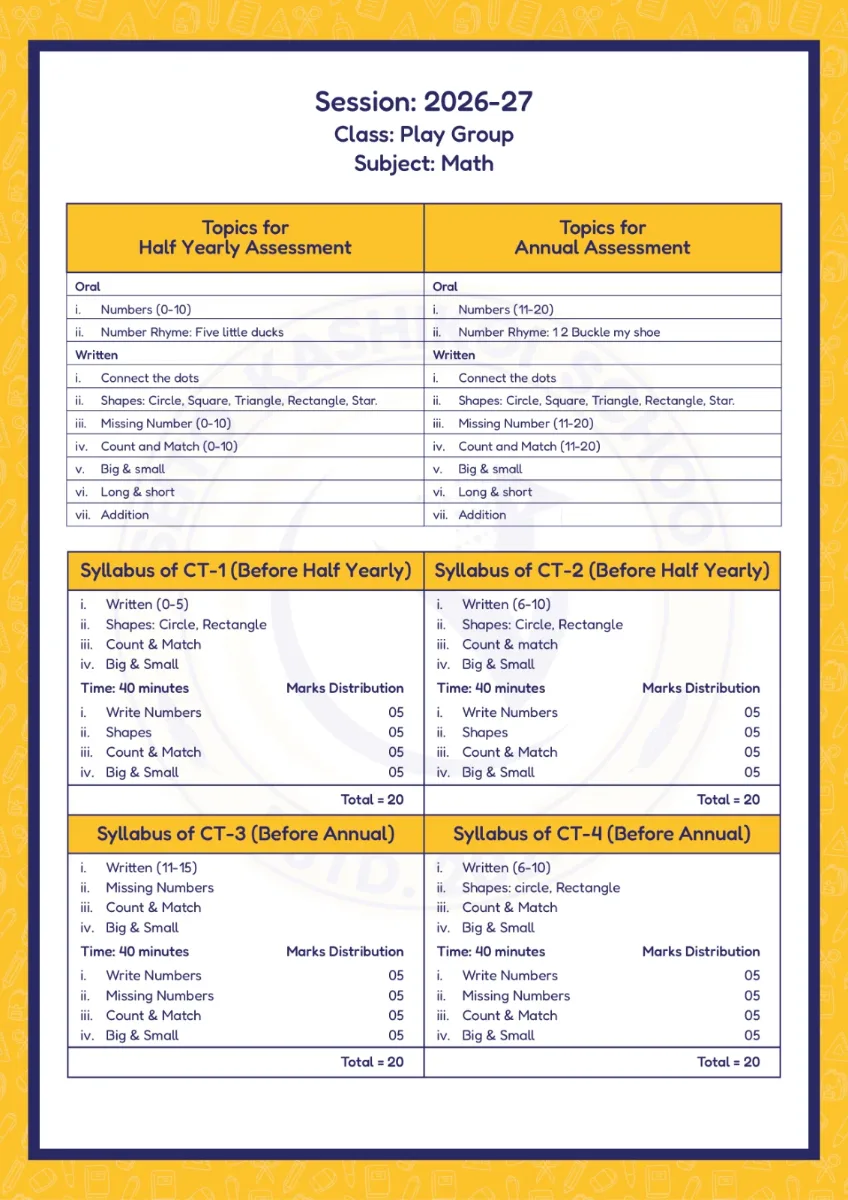 Session: 2026-27
Class: Play Group
Subject: Math
Topics for
Half Yearly Assessment
Topics for
Annual Assessment
Oral
i. Numbers (0-10)
ii. Number Rhyme: Five little ducks
Written
i. Connect the dots
ii. Shapes: Circle, Square, Triangle, Rectangle, Star.
iii. Missing Number (0-10)
iv. Count and Match (0-10)
v. Big & small
vi. Long & short
vii. Addition
Oral
i. Numbers (11-20)
ii. Number Rhyme: 1 2 Buckle my shoe
Written
i. Connect the dots
ii. Shapes: Circle, Square, Triangle, Rectangle, Star.
iii. Missing Number (11-20)
iv. Count and Match (11-20)
v. Big & small
vi. Long & short
vii. Addition
Syllabus of CT-1 (Before Half Yearly)
i. Written (0-5)
ii. Shapes: Circle, Rectangle
iii. Count & Match
iv. Big & Small
Time: 40 minutes Marks Distribution
i. Write Numbers 05
ii. Shapes 05
iii. Count & Match 05
iv. Big & Small 05
Total = 20
Syllabus of CT-2 (Before Half Yearly)
i. Written (6-10)
ii. Shapes: Circle, Rectangle
iii. Count & match
iv. Big & Small
Time: 40 minutes Marks Distribution
i. Write Numbers 05
ii. Shapes 05
iii. Count & Match 05
iv. Big & Small 05
Total = 20
Syllabus of CT-3 (Before Annual)
i. Written (11-15)
ii. Missing Numbers
iii. Count & Match
iv. Big & Small
Time: 40 minutes Marks Distribution
i. Write Numbers 05
ii. Missing Numbers 05
iii. Count & Match 05
iv. Big & Small 05
Total = 20
Syllabus of CT-4 (Before Annual)
i. Written (6-10)
ii. Shapes: circle, Rectangle
iii. Count & Match
iv. Big & Small
Time: 40 minutes Marks Distribution
i. Write Numbers 05
ii. Missing Numbers 05
iii. Count & Match 05
iv. Big & Small 05
Total = 20